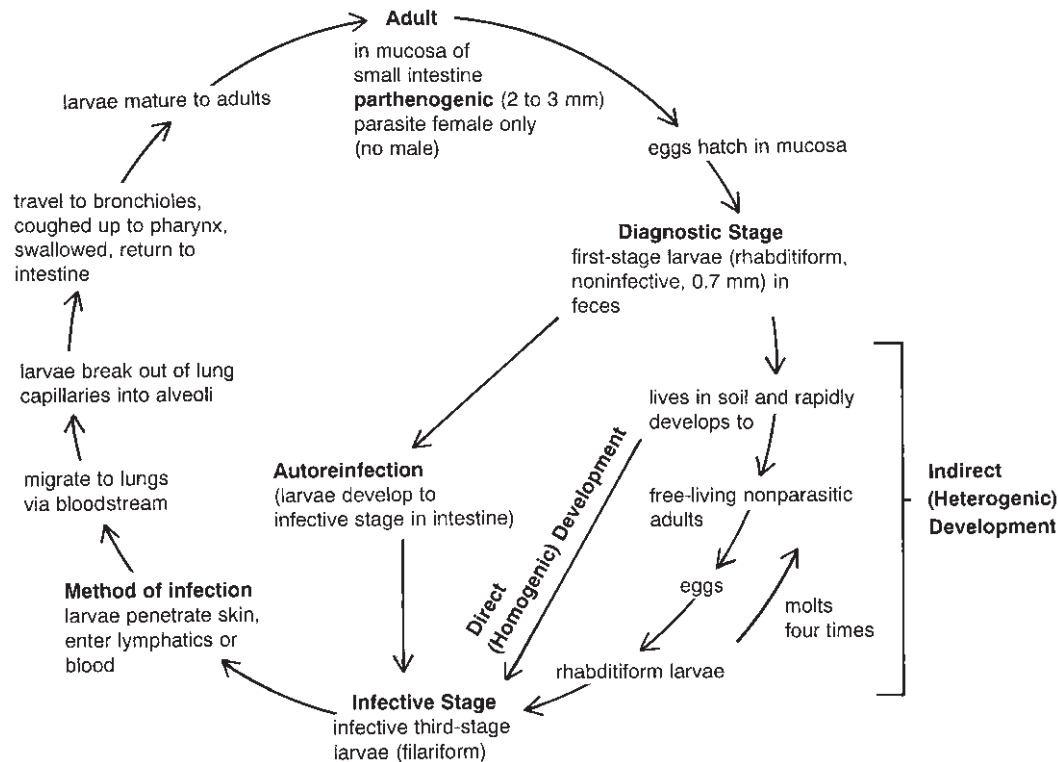 Adult
in mucosa of
small intestine
parthenogenic (2 to 3 mm)
parasite female only
(no male)
eggs hatch in mucosa
Diagnostic Stage
first-stage larvae (rhabditiform,
noninfective, 0.7 mm) in
feces
lives in soil and rapidly
develops to
free-living nonparasitic
adults
eggs
molts
four times
rhabditiform larvae
Indirect
(Heterogenic)
Development
Direct
(Homogenic) Development
Autoreinfection
(larvae develop to
infective stage in intestine)
Infective Stage
infective third-stage
larvae (filariform)
Method of infection
larvae penetrate skin,
enter lymphatics or
blood
migrate to lungs
via bloodstream
larvae break out of lung
capillaries into alveoli
travel to bronchioles,
coughed up to pharynx,
swallowed, return to
intestine
larvae mature to adults